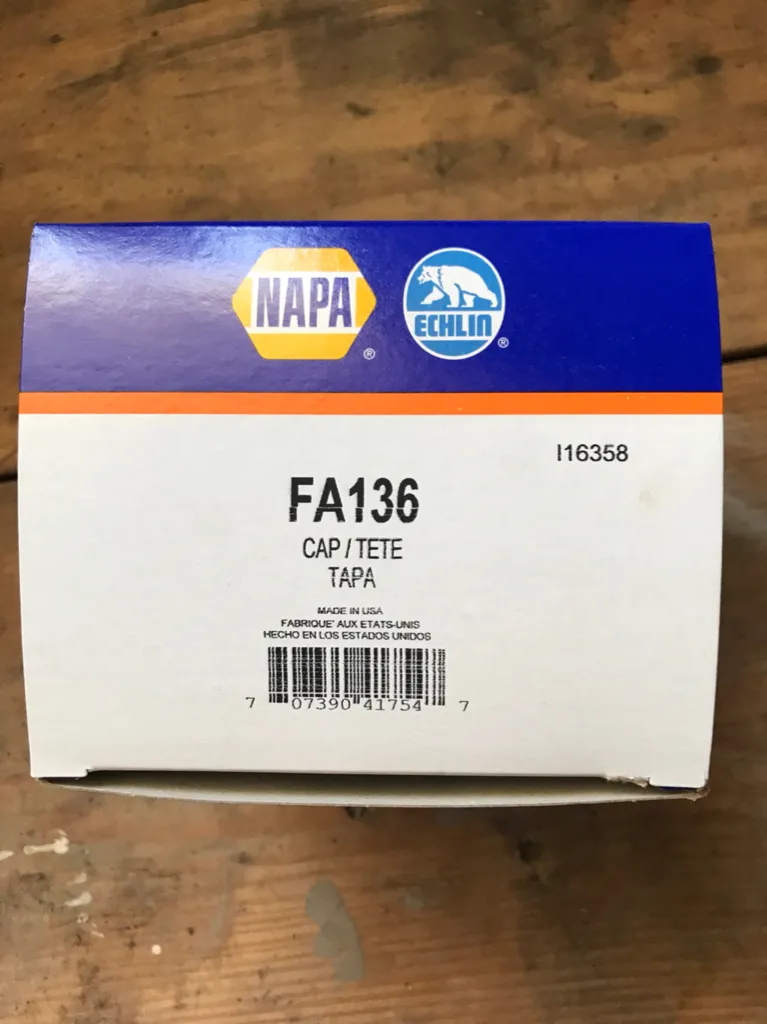 NAPA ®
ECHLIN ®
I16358
FA136
CAP / TETE
TAPA
MADE IN USA
FABRIQUE' AUX ETATS-UNIS
HECHO EN LOS ESTADOS UNIDOS
7 07390 41754 7